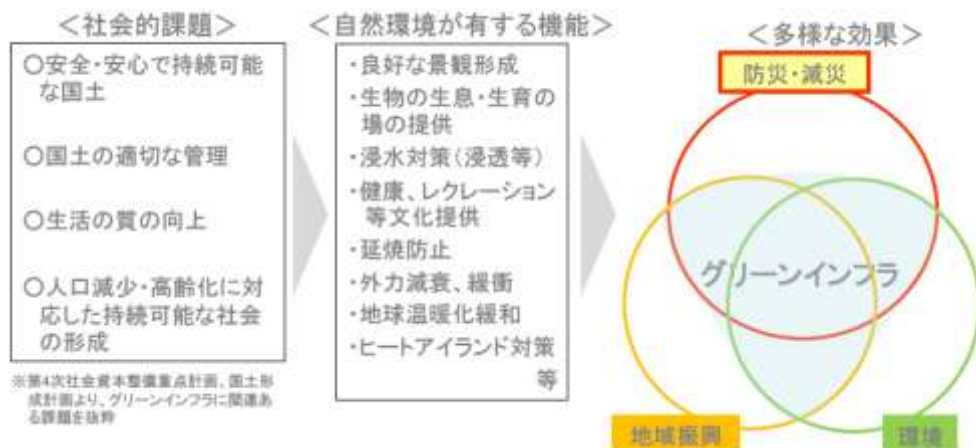 ＜社会的課題＞
○安全・安心で持続可能
な国土
○国土の適切な管理
○生活の質の向上
○人口減少・高齢化に対
応した持続可能な社会
の形成
※第4次社会資本整備重点計画、国土形
成計画より、グリーンインフラに関連あ
る課題を抜粋
＜自然環境が有する機能＞
・良好な景観形成
・生物の生息・生育の
場の提供
・浸水対策（浸透等）
・健康、レクレーション
等文化提供
・延焼防止
・外力減衰、緩衝
・地球温暖化緩和
・ヒートアイランド対策
等
＜多様な効果＞
防災・減災
グリーンインフラ
地域振興
環境